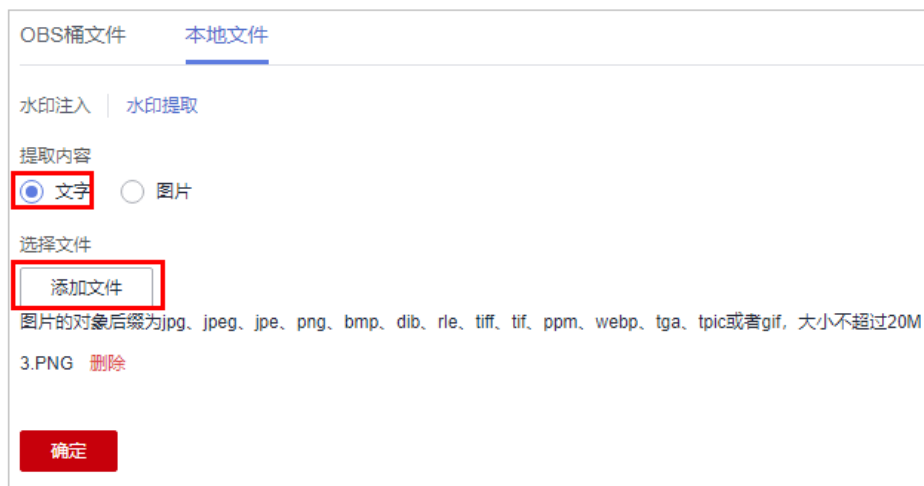 OBS桶文件 本地文件
水印注入 水印提取
提取内容
文字 图片
选择文件
添加文件
图片的对象后缀为jpg、jpeg、jpe、png、bmp、dib、rle、tiff、tif、ppm、webp、tga、tpic或者gif，大小不超过20M
3.PNG 删除
确定